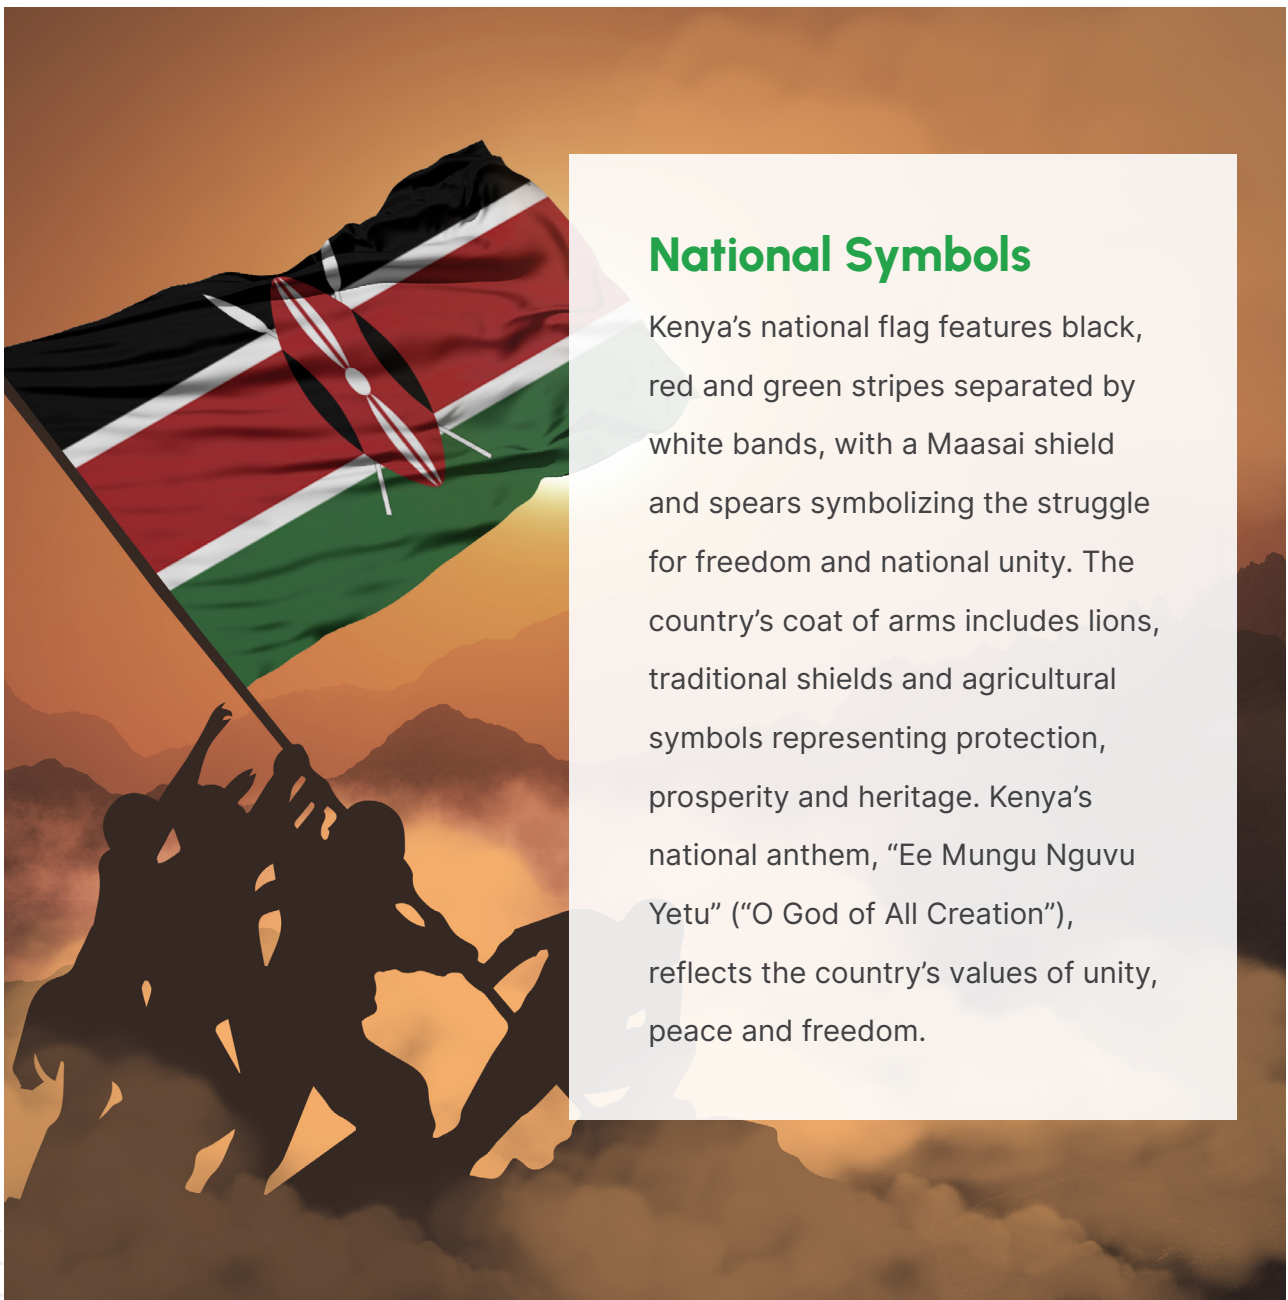 National Symbols
Kenya’s national flag features black,
red and green stripes separated by
white bands, with a Maasai shield
and spears symbolizing the struggle
for freedom and national unity. The
country’s coat of arms includes lions,
traditional shields and agricultural
symbols representing protection,
prosperity and heritage. Kenya’s
national anthem, “Ee Mungu Nguvu
Yetu” (“O God of All Creation”),
reflects the country’s values of unity,
peace and freedom.